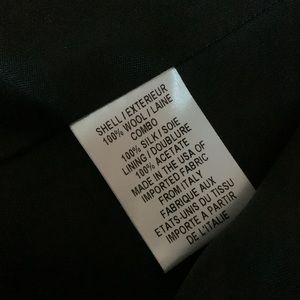 SHELL / EXTERIEUR
100% WOOL / LAINE
COMBO
100% SILK / SOIE
LINING / DOUBLURE
100% ACETATE
MADE IN THE USA OF
IMPORTED FABRIC
FROM ITALY
FABRIQUE AUX
ETATS-UNIS DU TISSU
IMPORTE A PARTIR
DE L'ITALIE